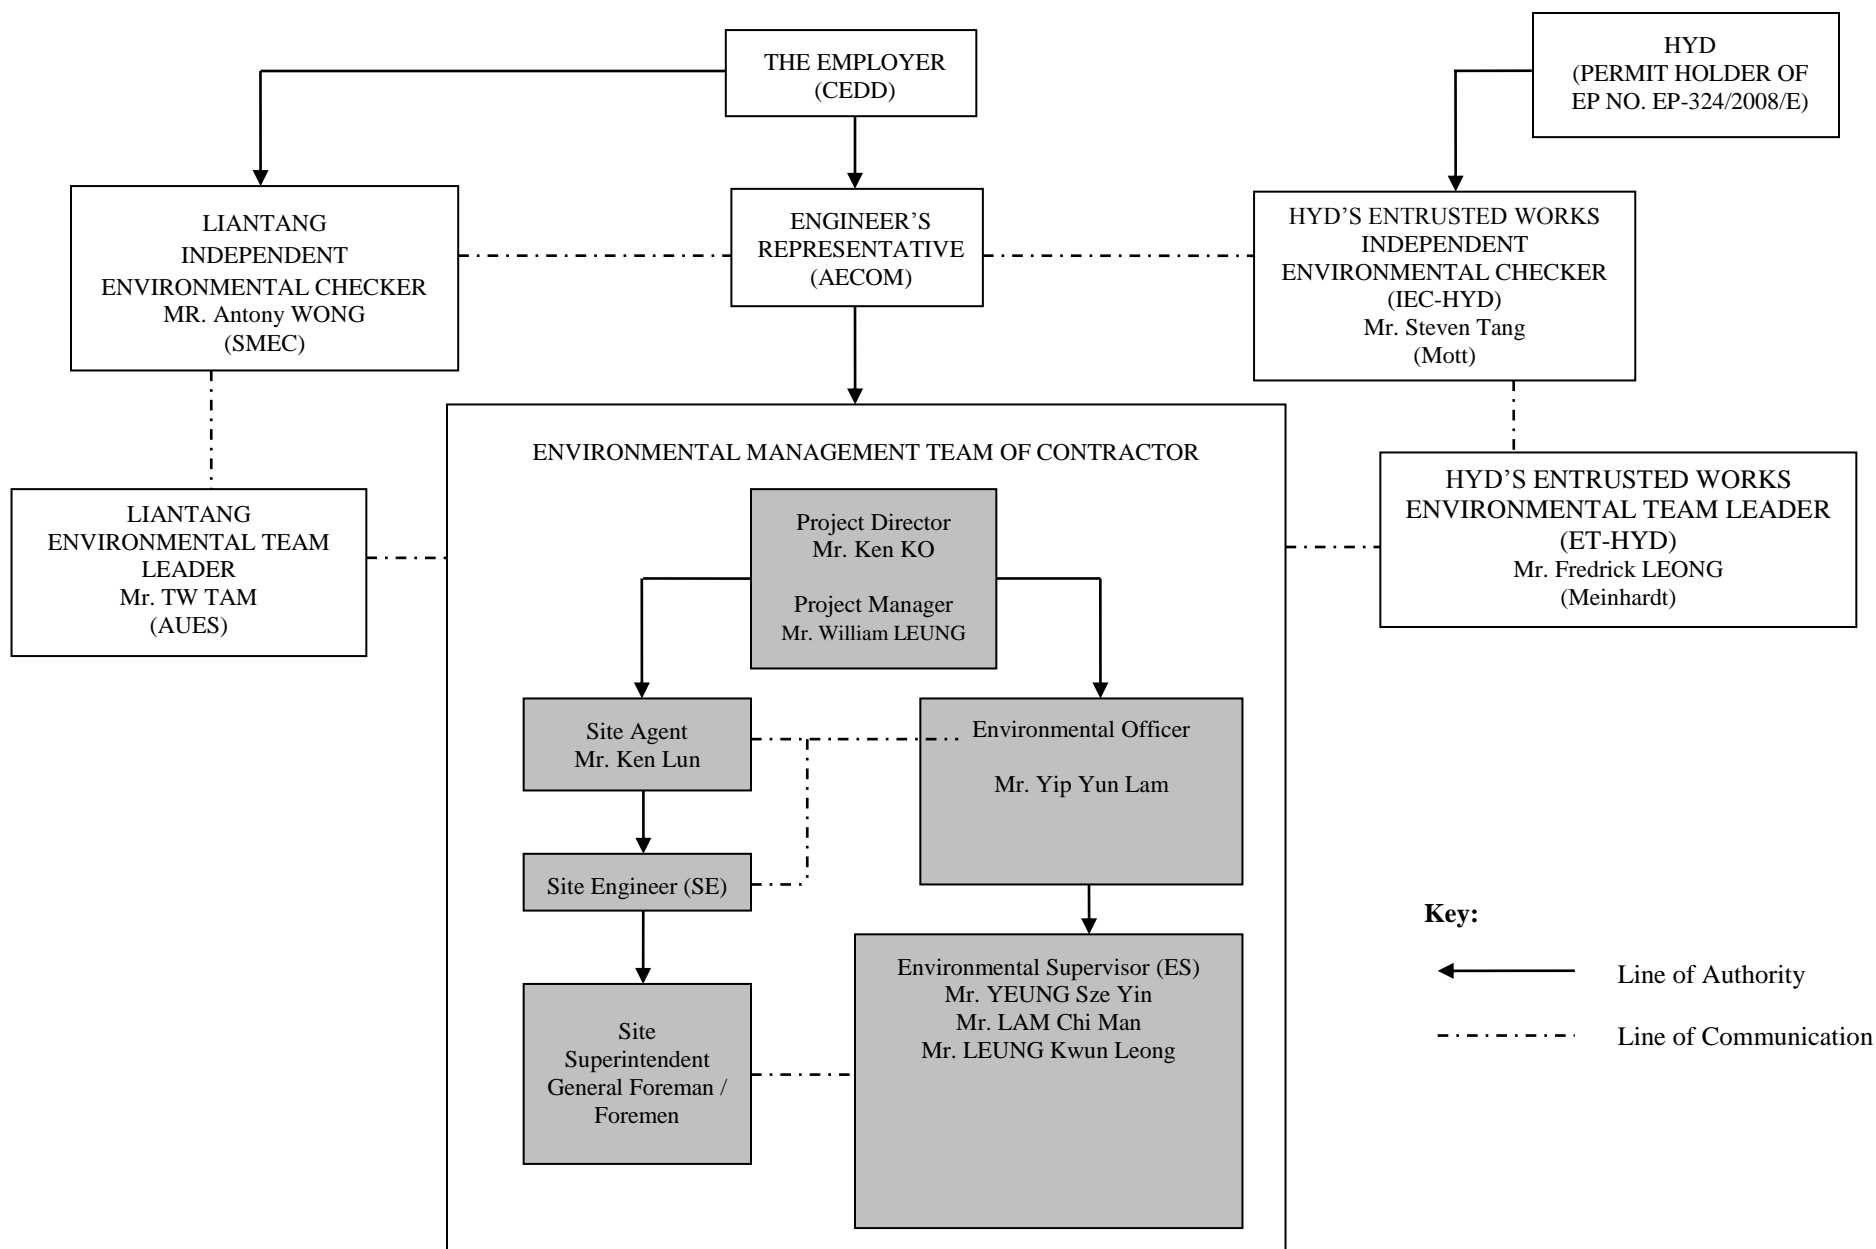 THE EMPLOYER
(CEDD)
HYD
(PERMIT HOLDER OF
EP NO. EP-324/2008/E)
LIANTANG
INDEPENDENT
ENVIRONMENTAL CHECKER
MR. Antony WONG
(SMEC)
ENGINEER'S
REPRESENTATIVE
(AECOM)
HYD'S ENTRUSTED WORKS
INDEPENDENT
ENVIRONMENTAL CHECKER
(IEC-HYD)
Mr. Steven Tang
(Mott)
ENVIRONMENTAL MANAGEMENT TEAM OF CONTRACTOR
LIANTANG
ENVIRONMENTAL TEAM
LEADER
Mr. TW TAM
(AUES)
Project Director
Mr. Ken KO
Project Manager
Mr. William LEUNG
HYD'S ENTRUSTED WORKS
ENVIRONMENTAL TEAM LEADER
(ET-HYD)
Mr. Fredrick LEONG
(Meinhardt)
Site Agent
Mr. Ken Lun
Environmental Officer
Mr. Yip Yun Lam
Site Engineer (SE)
Environmental Supervisor (ES)
Mr. YEUNG Sze Yin
Mr. LAM Chi Man
Mr. LEUNG Kwun Leong
Site
Superintendent
General Foreman /
Foremen
Key:
Line of Authority
Line of Communication